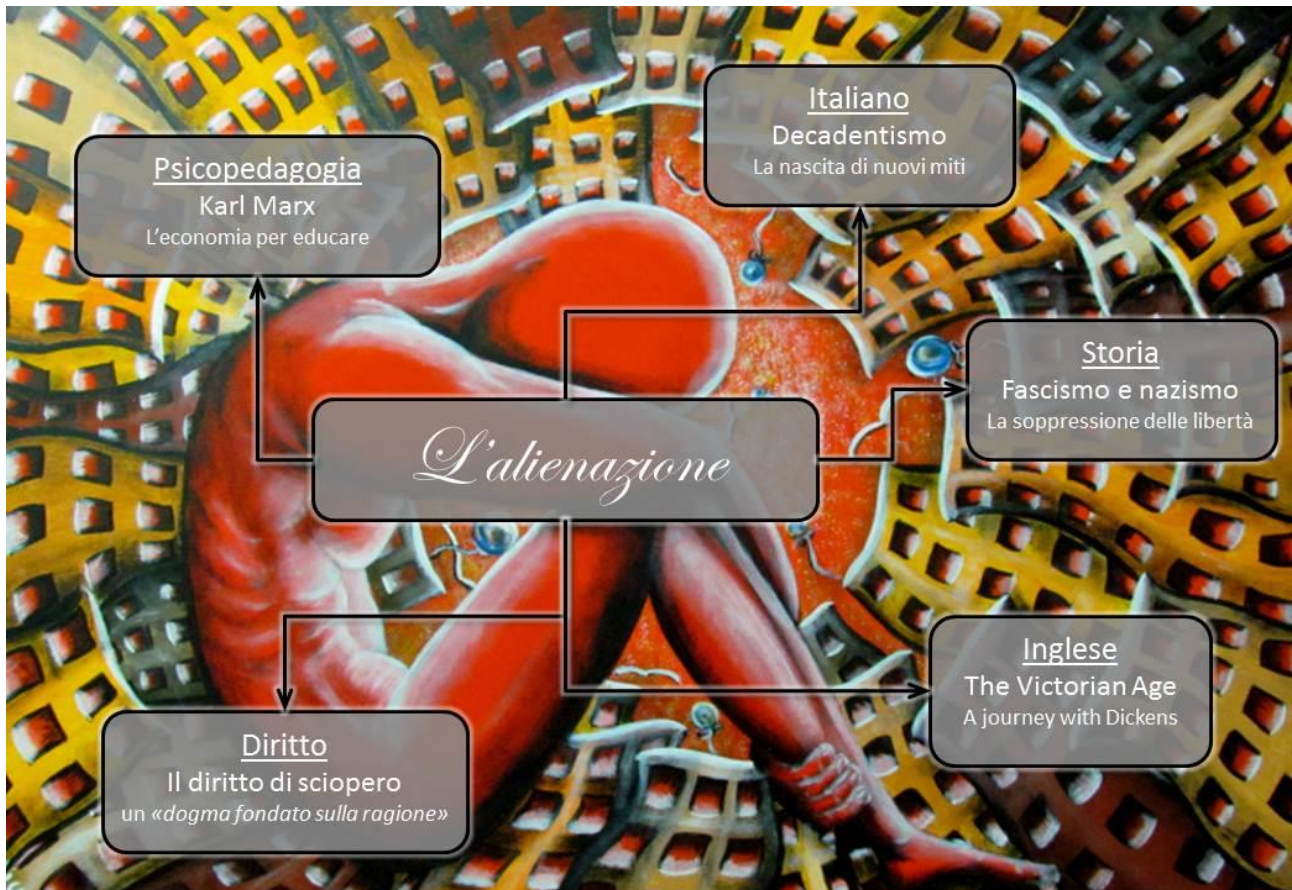 Italiano
Decadentismo
La nascita di nuovi miti
Psicopedagogia
Karl Marx
L'economia per educare
Storia
Fascismo e nazismo
La soppressione delle libertà
L'alienazione
Inglese
The Victorian Age
A journey with Dickens
Diritto
Il diritto di sciopero
un «dogma fondato sulla ragione»